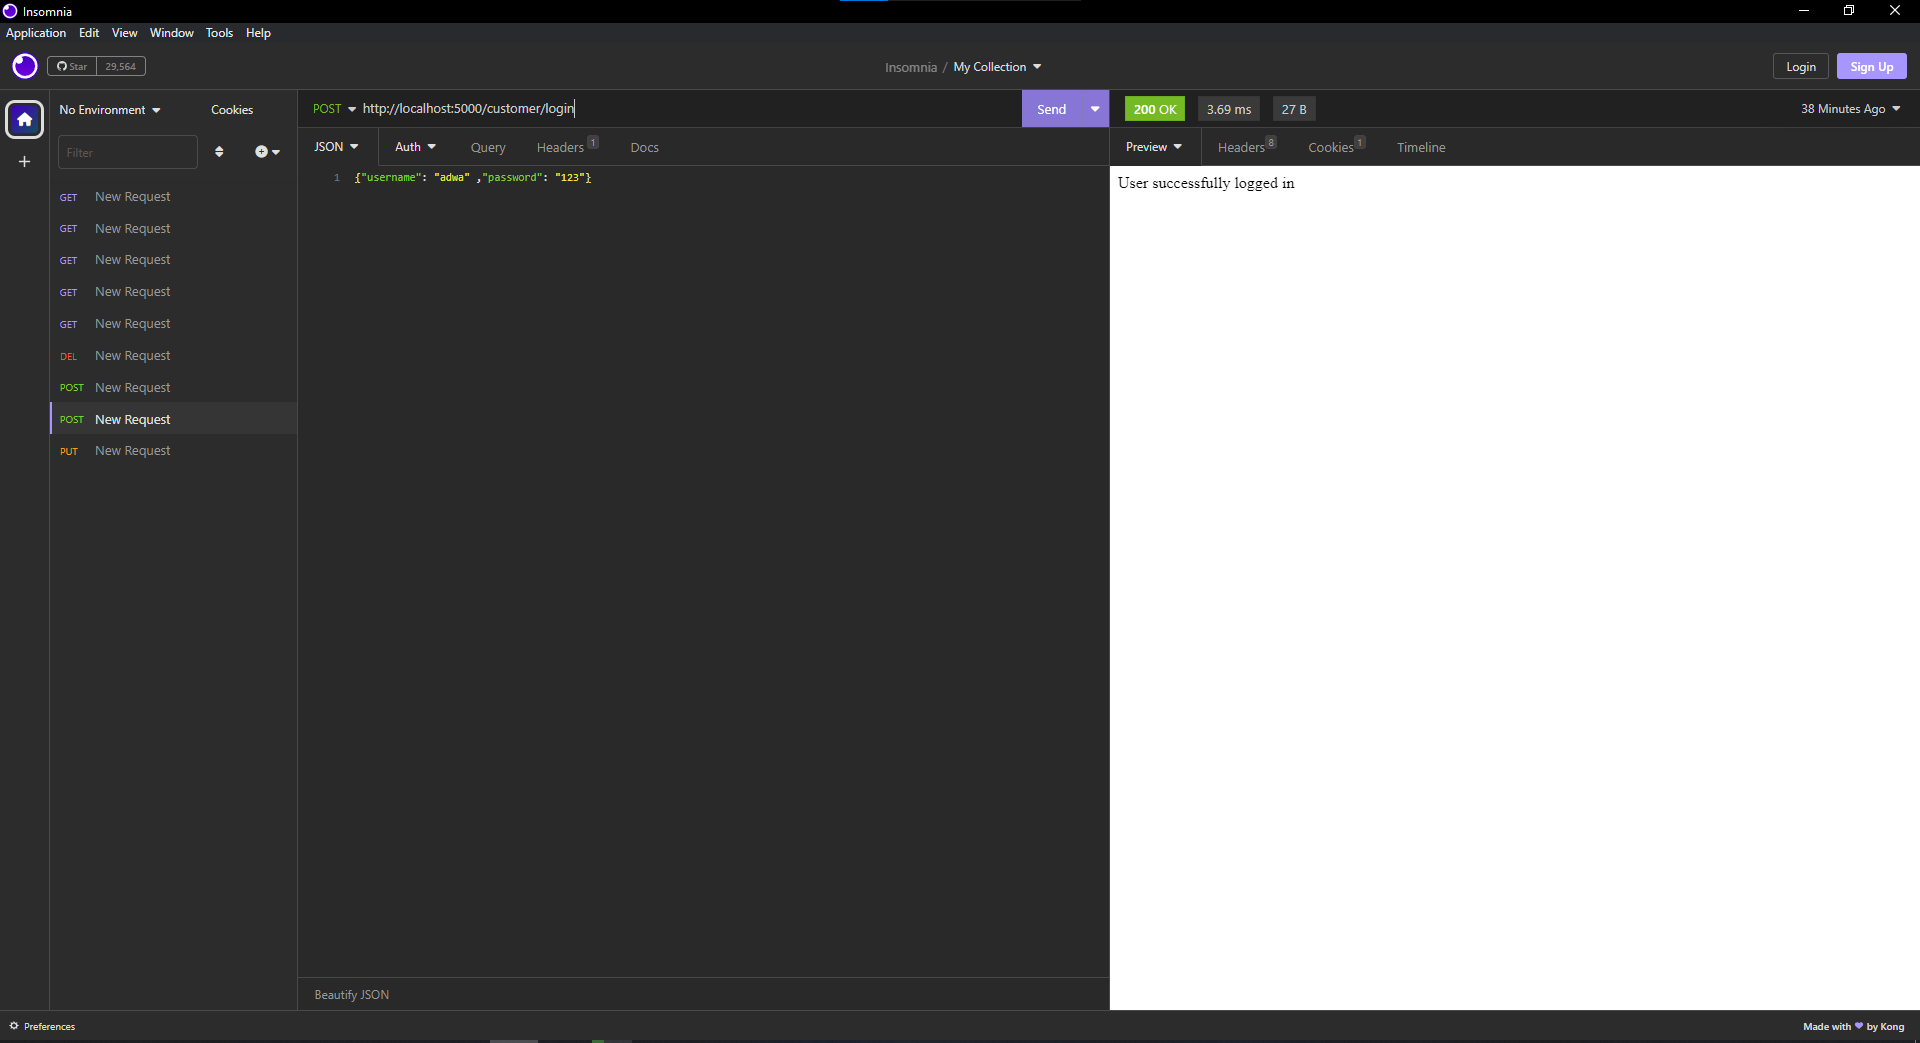 Insomnia
Application Edit View Window Tools Help
Star 29,564
Insomnia / My Collection
Login Sign Up
No Environment Cookies
POST http://localhost:5000/customer/login
Send
200 OK 3.69 ms 27 B
38 Minutes Ago
Filter
JSON Auth Query Headers 1 Docs
Preview Headers 8 Cookies 1 Timeline
1 {"username": "adwa" ,"password": "123"}
User successfully logged in
GET New Request
GET New Request
GET New Request
GET New Request
GET New Request
DEL New Request
POST New Request
POST New Request
PUT New Request
Beautify JSON
Preferences
Made with by Kong